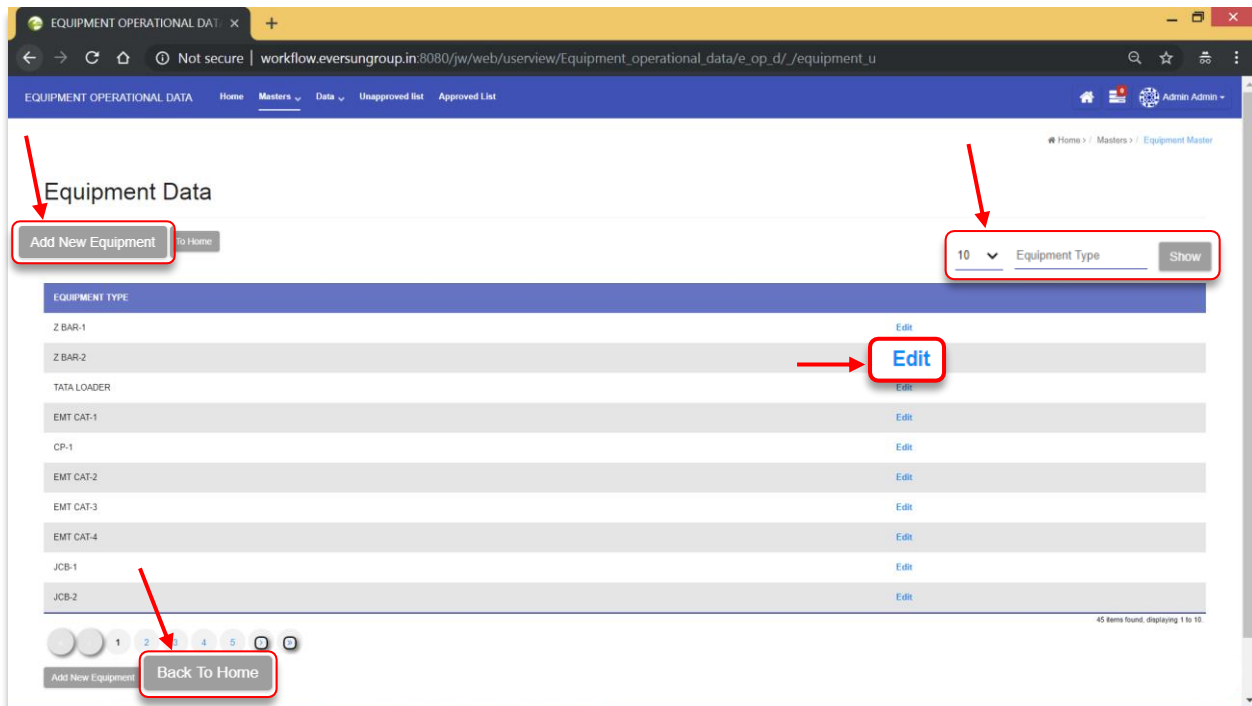 EQUIPMENT OPERATIONAL DAT
Not secure | workflow.eversungroup.in:8080/jw/web/userview/Equipment_operational_data/e_op_d/_/equipment_u
EQUIPMENT OPERATIONAL DATA Home Masters Data Unapproved list Approved List 0 Admin Admin
Home > / Masters > / Equipment Master
Equipment Data
Add New Equipment To Home
10 Equipment Type Show
EQUIPMENT TYPE
Z BAR-1 Edit
Z BAR-2 Edit
TATA LOADER Edit
EMT CAT-1 Edit
CP-1 Edit
EMT CAT-2 Edit
EMT CAT-3 Edit
EMT CAT-4 Edit
JCB-1 Edit
JCB-2 Edit
45 items found, displaying 1 to 10.
1 2 3 4 5 › »
Add New Equipment Back To Home